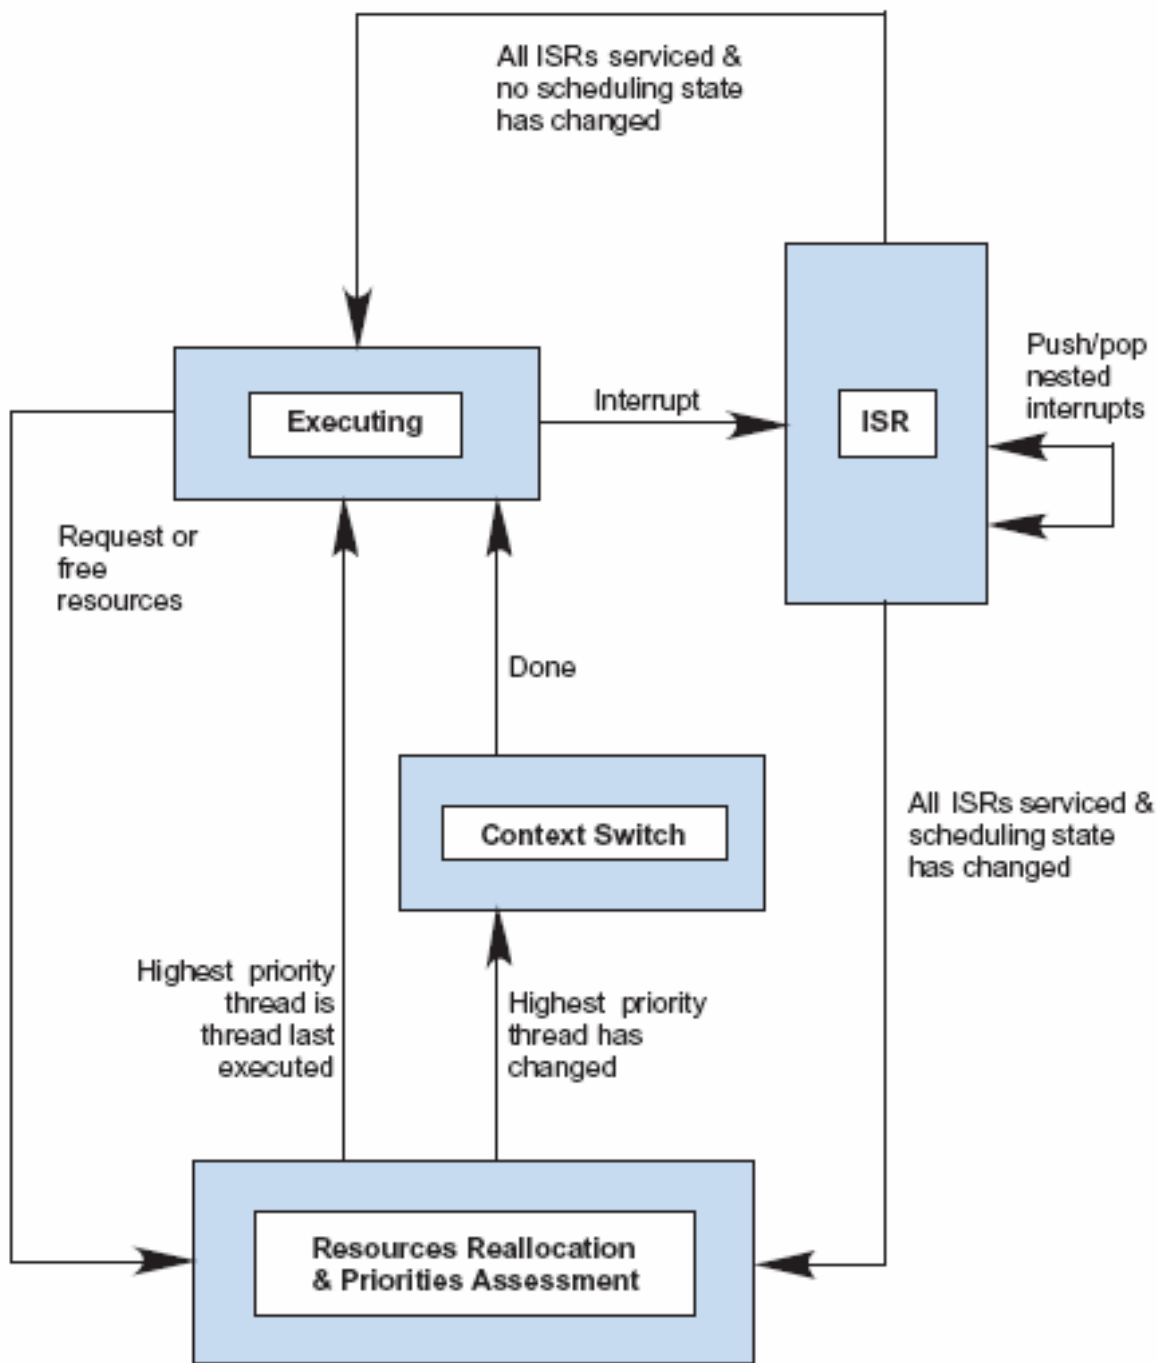 All ISRs serviced &
no scheduling state
has changed
Executing
Interrupt
ISR
Push/pop
nested
interrupts
Request or
free
resources
Done
Context Switch
All ISRs serviced &
scheduling state
has changed
Highest priority
thread is
thread last
executed
Highest priority
thread has
changed
Resources Reallocation
& Priorities Assessment